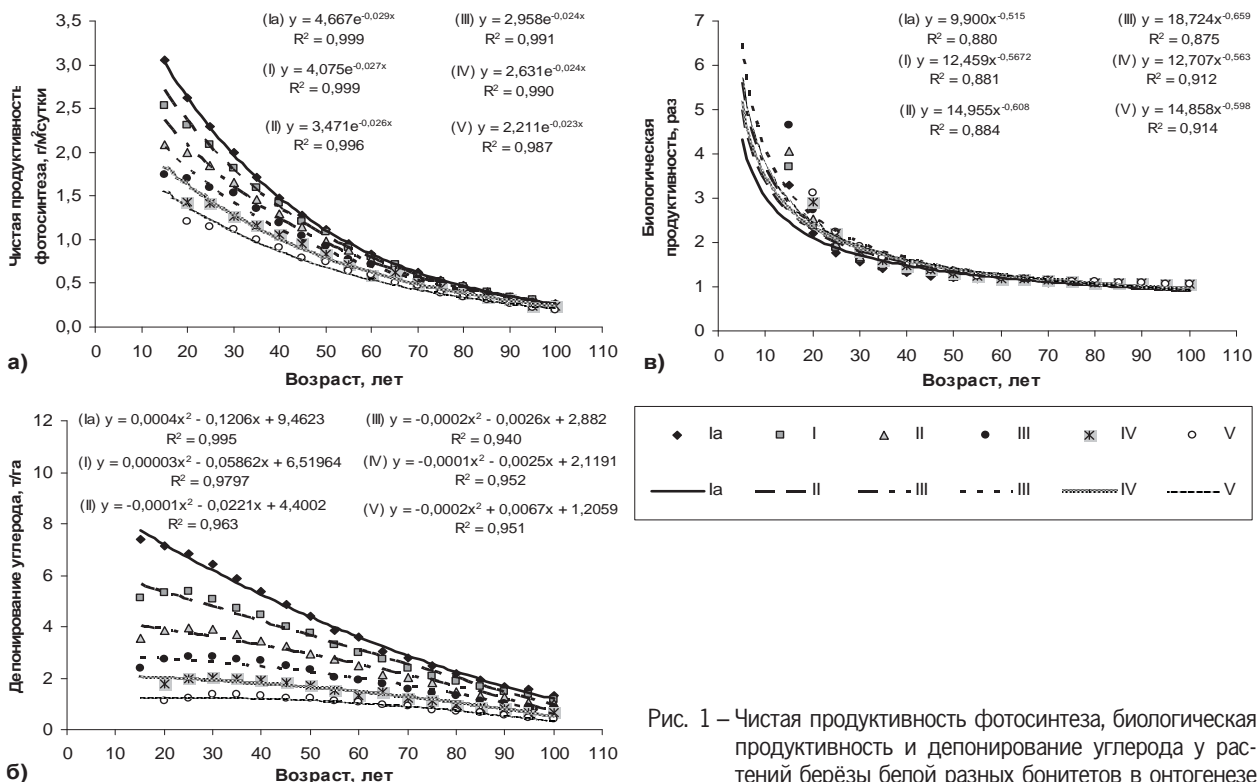 (Ia) y = 4,667e^-0,029x
R² = 0,999
(III) y = 2,958e^-0,024x
R² = 0,991
(I) y = 4,075e^-0,027x
R² = 0,999
(IV) y = 2,631e^-0,024x
R² = 0,990
(II) y = 3,471e^-0,026x
R² = 0,996
(V) y = 2,211e^-0,023x
R² = 0,987
Чистая продуктивность
фотосинтеза, г/м²сутки
3,5
3,0
2,5
2,0
1,5
1,0
0,5
0,0
0 10 20 30 40 50 60 70 80 90 100 110
Возраст, лет
а)
(Ia) y = 9,900x^-0,515
R² = 0,880
(III) y = 18,724x^-0,659
R² = 0,875
(I) y = 12,459x^-0,5672
R² = 0,881
(IV) y = 12,707x^-0,563
R² = 0,912
(II) y = 14,955x^-0,608
R² = 0,884
(V) y = 14,858x^-0,598
R² = 0,914
Биологическая
продуктивность, раз
7
6
5
4
3
2
1
0
0 10 20 30 40 50 60 70 80 90 100 110
Возраст, лет
в)
(Ia) y = 0,0004x² - 0,1206x + 9,4623
R² = 0,995
(III) y = -0,0002x² - 0,0026x + 2,882
R² = 0,940
(I) y = 0,00003x² - 0,05862x + 6,51964
R² = 0,9797
(IV) y = -0,0001x² - 0,0025x + 2,1191
R² = 0,952
(II) y = -0,0001x² - 0,0221x + 4,4002
R² = 0,963
(V) y = -0,0002x² + 0,0067x + 1,2059
R² = 0,951
Депонирование углерода, т/га
12
10
8
6
4
2
0
0 10 20 30 40 50 60 70 80 90 100 110
Возраст, лет
б)
Ia I II III IV V
Ia II III III IV V
Рис. 1 – Чистая продуктивность фотосинтеза, биологическая
продуктивность и депонирование углерода у рас-
тений берёзы белой разных бонитетов в онтогенезе